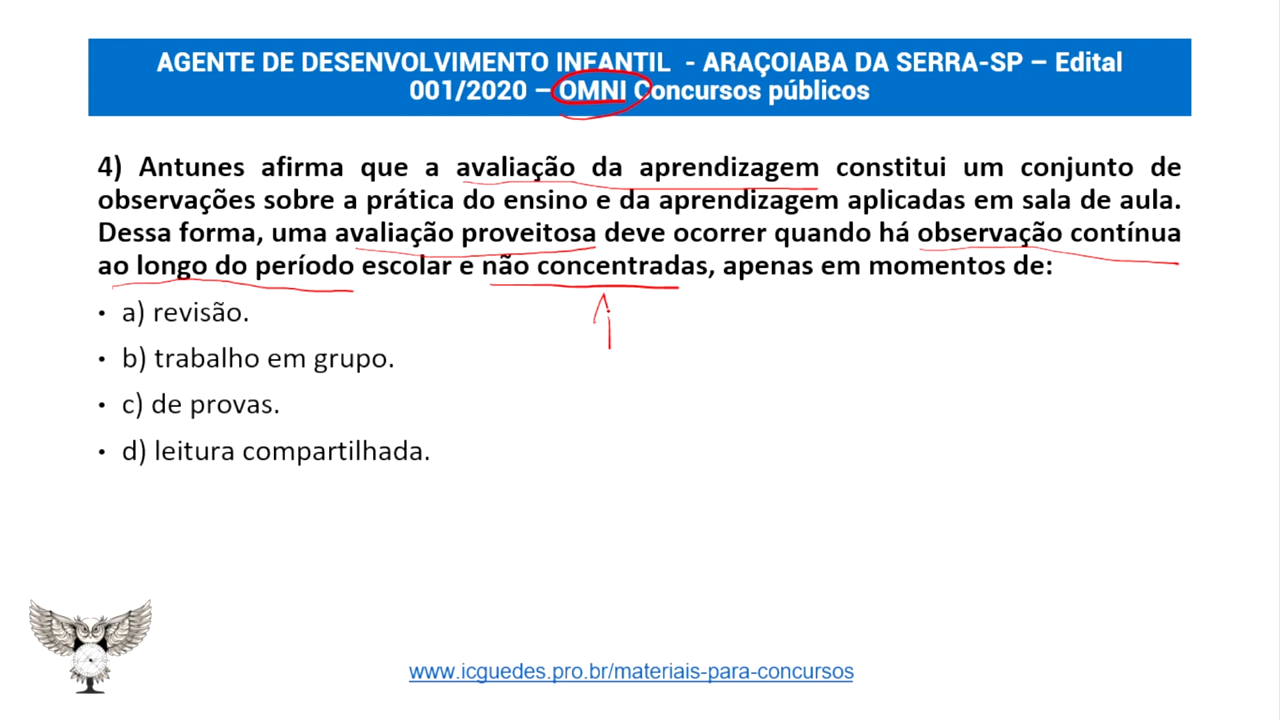 AGENTE DE DESENVOLVIMENTO INFANTIL - ARAÇOIABA DA SERRA-SP – Edital
001/2020 – OMNI Concursos públicos
4) Antunes afirma que a avaliação da aprendizagem constitui um conjunto de
observações sobre a prática do ensino e da aprendizagem aplicadas em sala de aula.
Dessa forma, uma avaliação proveitosa deve ocorrer quando há observação contínua
ao longo do período escolar e não concentradas, apenas em momentos de:
• a) revisão.
• b) trabalho em grupo.
• c) de provas.
• d) leitura compartilhada.
www.icguedes.pro.br/materiais-para-concursos